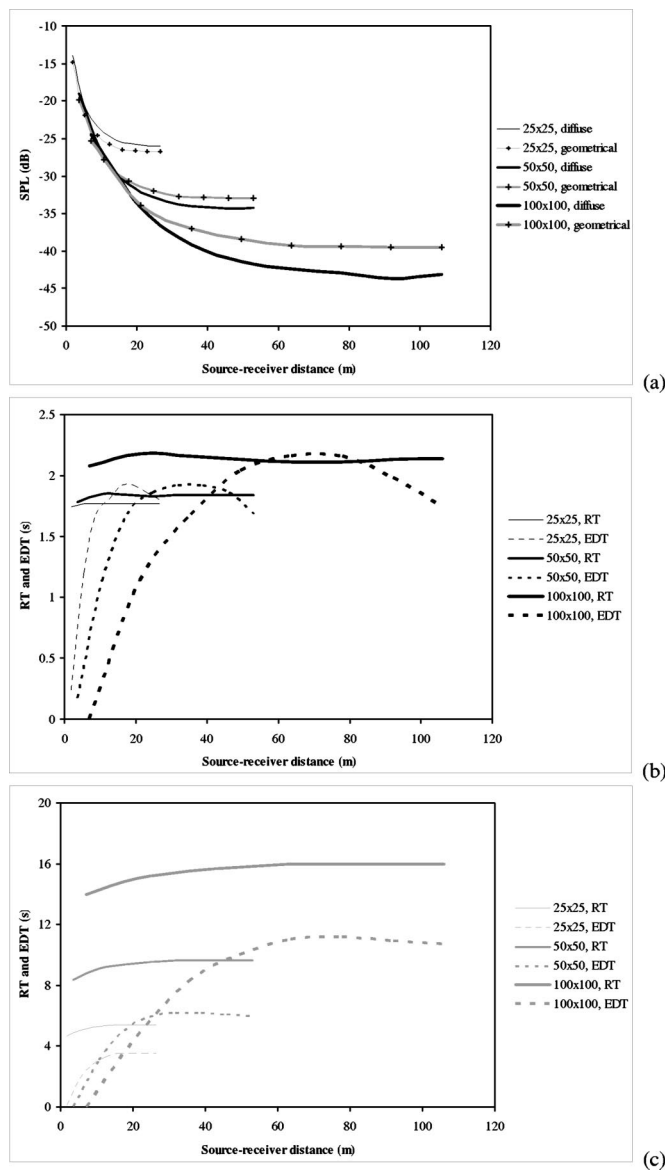 -10
-15
-20
-25
-30
-35
-40
-45
-50
SPL (dB)
0 20 40 60 80 100 120
Source-receiver distance (m)
25x25, diffuse
25x25, geometrical
50x50, diffuse
50x50, geometrical
100x100, diffuse
100x100, geometrical
(a)
2.5
2
1.5
1
0.5
0
RT and EDT (s)
0 20 40 60 80 100 120
Source-receiver distance (m)
25x25, RT
25x25, EDT
50x50, RT
50x50, EDT
100x100, RT
100x100, EDT
(b)
20
16
12
8
4
0
RT and EDT (s)
0 20 40 60 80 100 120
Source-receiver distance (m)
25x25, RT
25x25, EDT
50x50, RT
50x50, EDT
100x100, RT
100x100, EDT
(c)